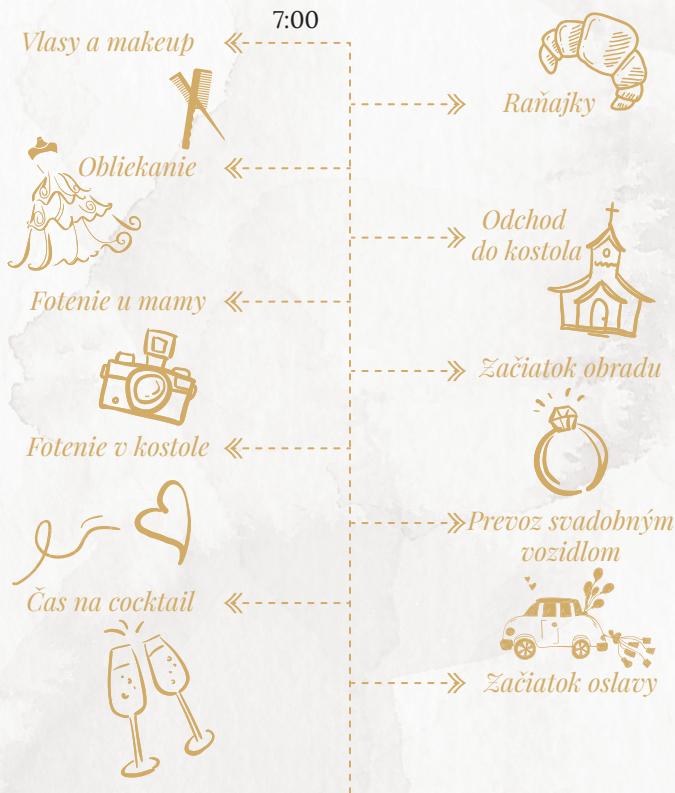 7:00
Vlasy a makeup
Raňajky
Obliekanie
Odchod
do kostola
Fotenie u mamy
Začiatok obradu
Fotenie v kostole
Prevoz svadobným
vozidlom
Čas na cocktail
Začiatok oslavy